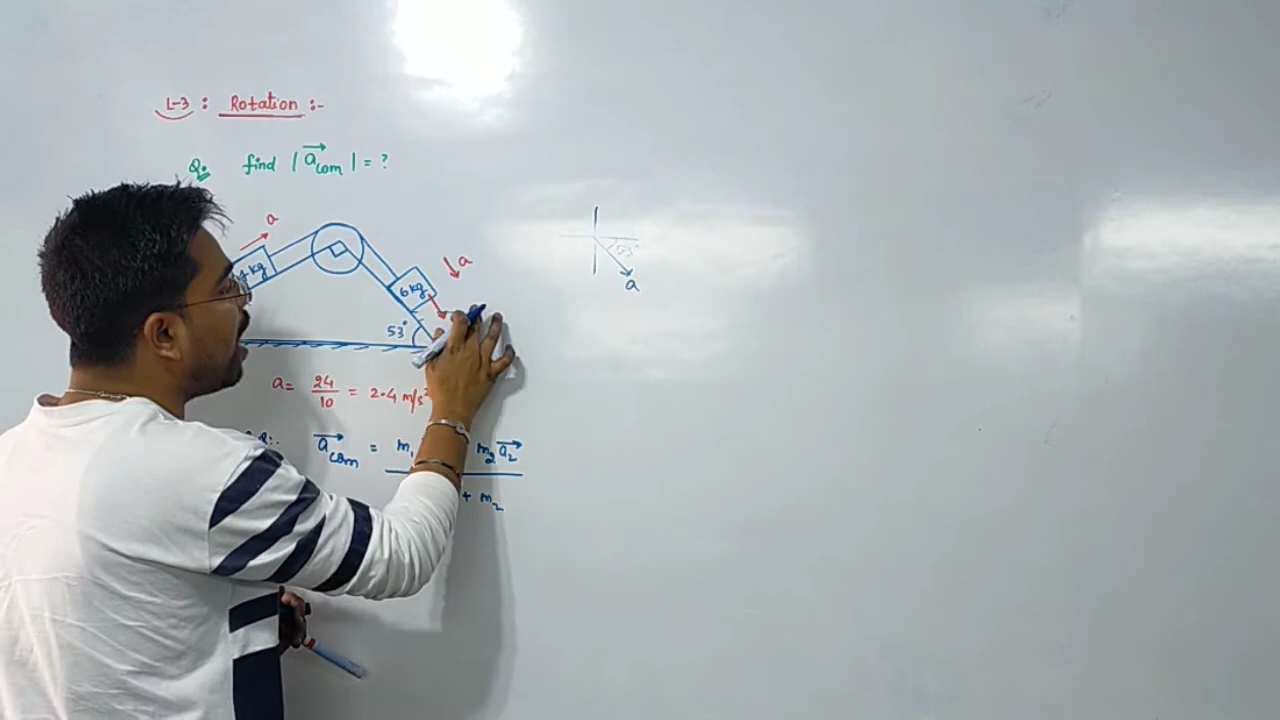 L-3 : Rotation :-
Q: find |a⃗com| = ?
a
a
kg
6 kg
53°
53°
a
a = 24/10 = 2.4 m/s²
a⃗com = m₁ m₂a⃗₂
+ m₂